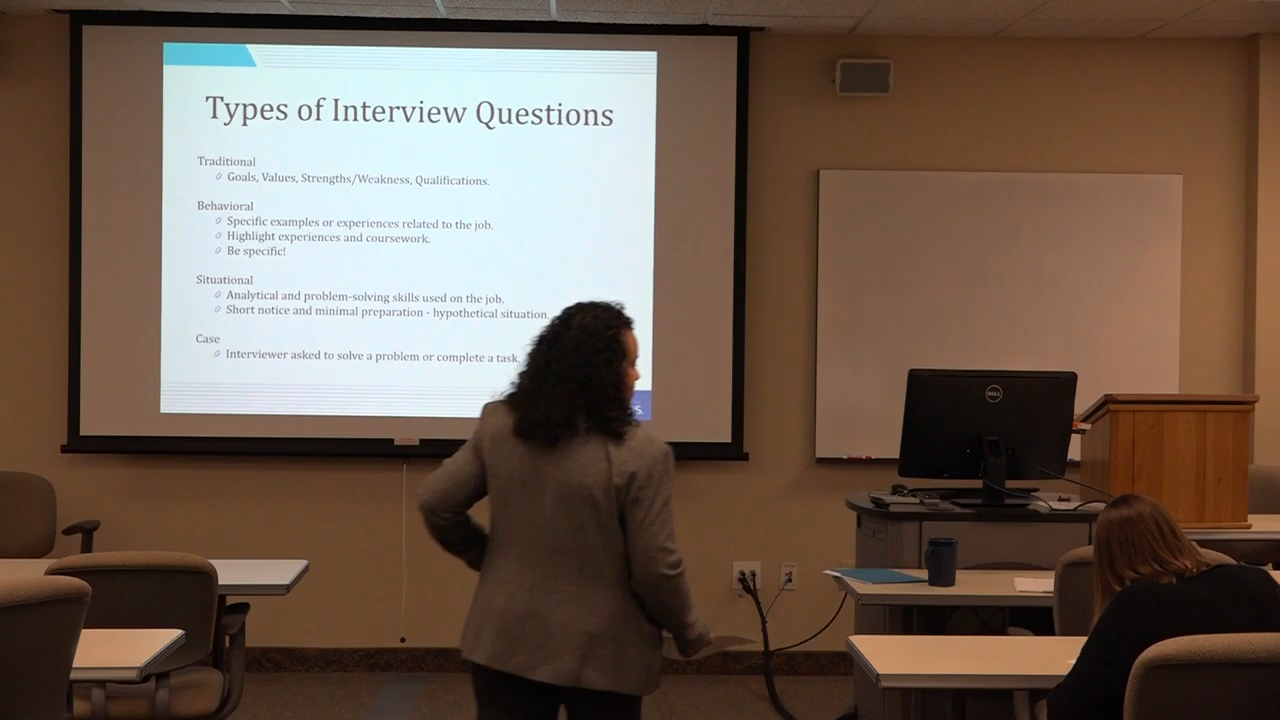 Types of Interview Questions
Traditional
Goals, Values, Strengths/Weakness, Qualifications.
Behavioral
Specific examples or experiences related to the job.
Highlight experiences and coursework.
Be specific!
Situational
Analytical and problem-solving skills used on the job.
Short notice and minimal preparation - hypothetical situation.
Case
Interviewer asked to solve a problem or complete a task.
DELL